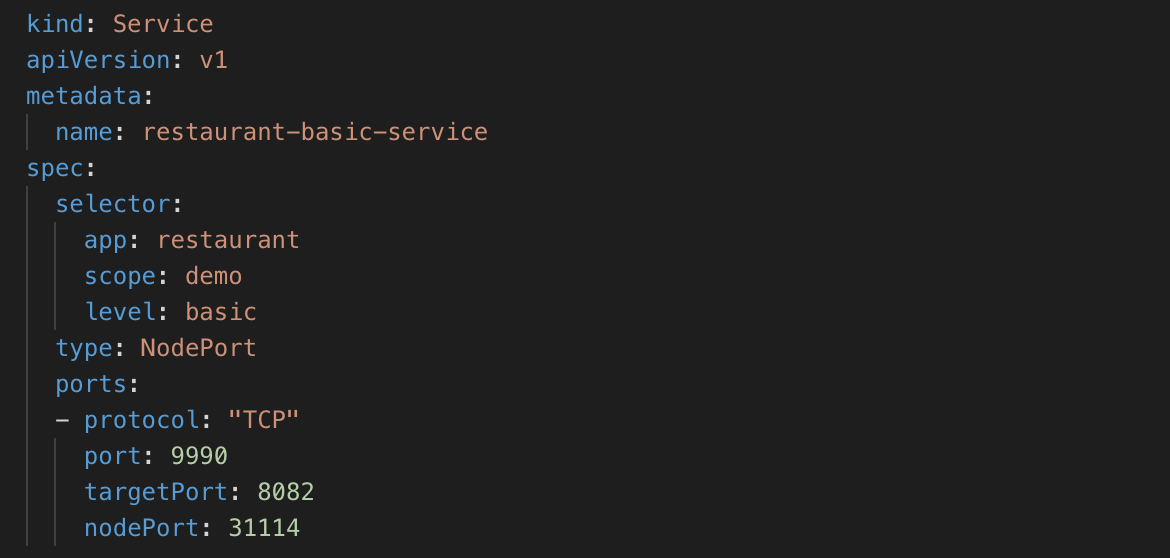 kind: Service
apiVersion: v1
metadata:
  name: restaurant-basic-service
spec:
  selector:
    app: restaurant
    scope: demo
    level: basic
  type: NodePort
  ports:
  - protocol: "TCP"
    port: 9990
    targetPort: 8082
    nodePort: 31114